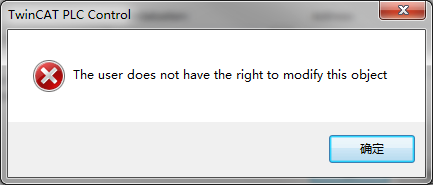 TwinCAT PLC Control
The user does not have the right to modify this object
确定